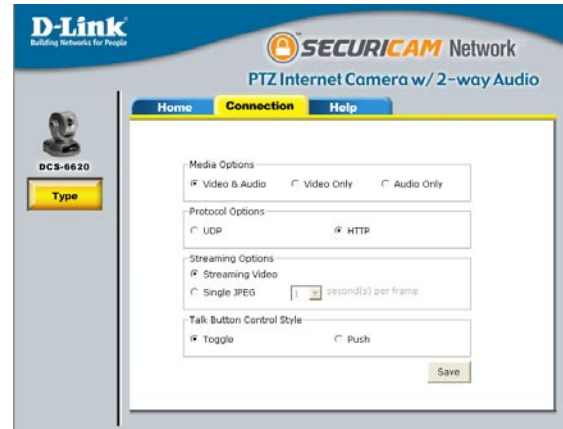 D-Link
Building Networks for People
SECURICAM Network
PTZ Internet Camera w/ 2-way Audio
Home Connection Help
DCS-6620
Type
Media Options
Video & Audio Video Only Audio Only
Protocol Options
UDP HTTP
Streaming Options
Streaming Video
Single JPEG 1 second(s) per frame
Talk Button Control Style
Toggle Push
Save